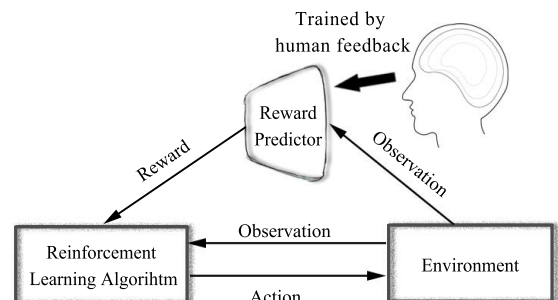 Trained by
human feedback
Reward
Predictor
Reward
Observation
Observation
Reinforcement
Learning Algorihtm
Environment
Action